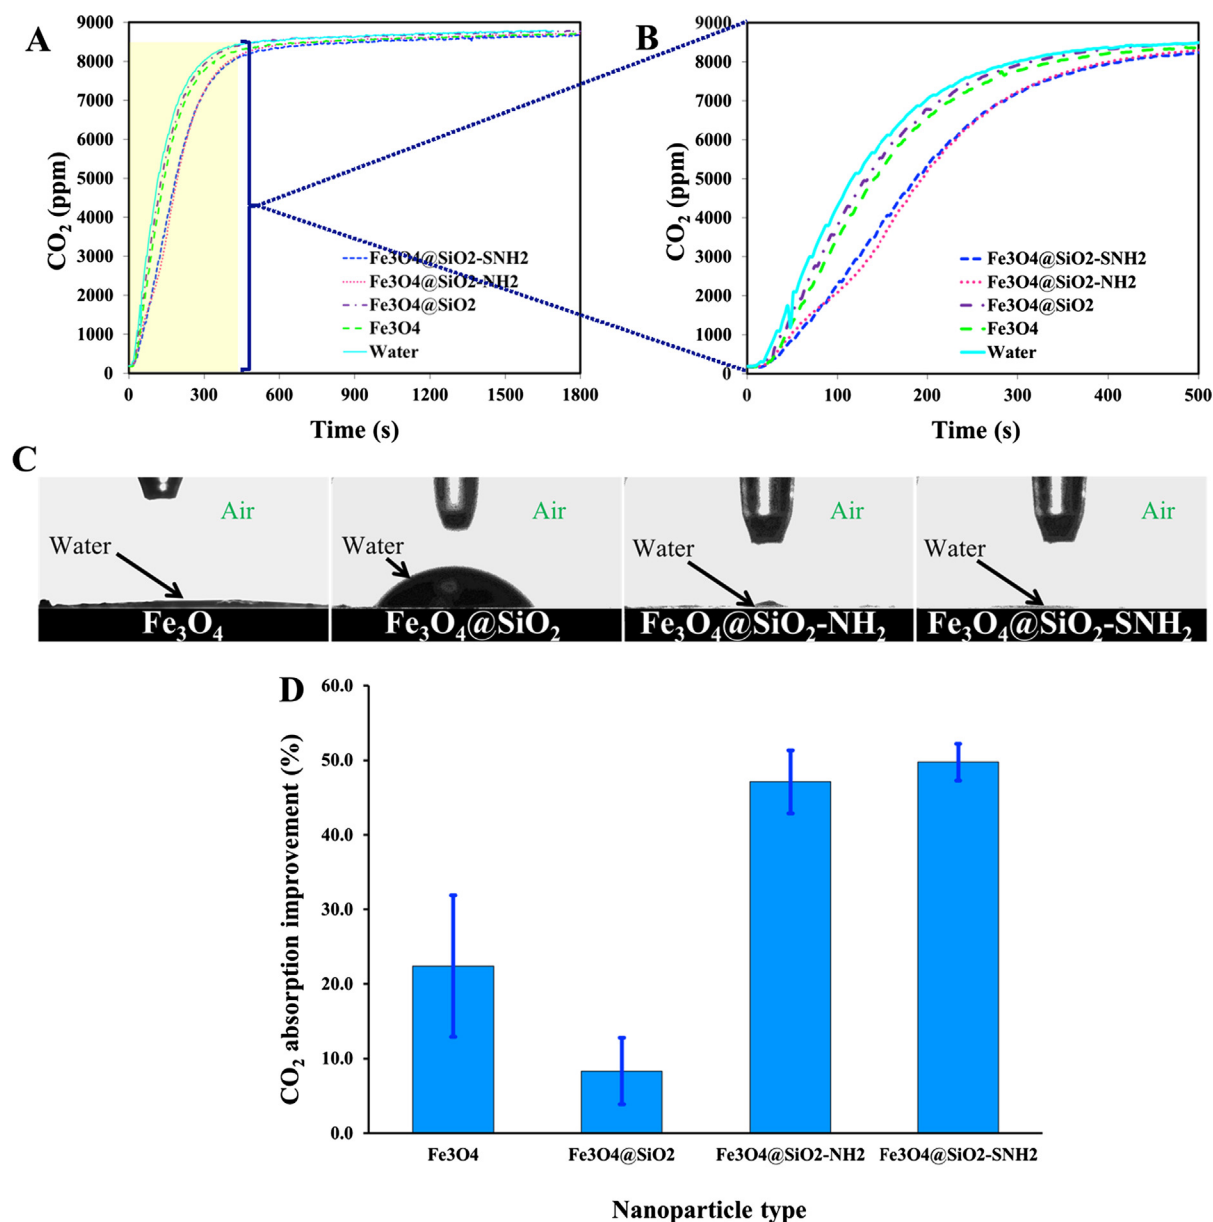 A
CO2 (ppm)
9000
8000
7000
6000
5000
4000
3000
2000
1000
0
Fe3O4@SiO2-SNH2
Fe3O4@SiO2-NH2
Fe3O4@SiO2
Fe3O4
Water
0 300 600 900 1200 1500 1800
Time (s)
B
CO2 (ppm)
9000
8000
7000
6000
5000
4000
3000
2000
1000
0
Fe3O4@SiO2-SNH2
Fe3O4@SiO2-NH2
Fe3O4@SiO2
Fe3O4
Water
0 100 200 300 400 500
Time (s)
C
Air
Water
Fe3O4
Air
Water
Fe3O4@SiO2
Air
Water
Fe3O4@SiO2-NH2
Air
Water
Fe3O4@SiO2-SNH2
D
CO2 absorption improvement (%)
60.0
50.0
40.0
30.0
20.0
10.0
0.0
Fe3O4 Fe3O4@SiO2 Fe3O4@SiO2-NH2 Fe3O4@SiO2-SNH2
Nanoparticle type